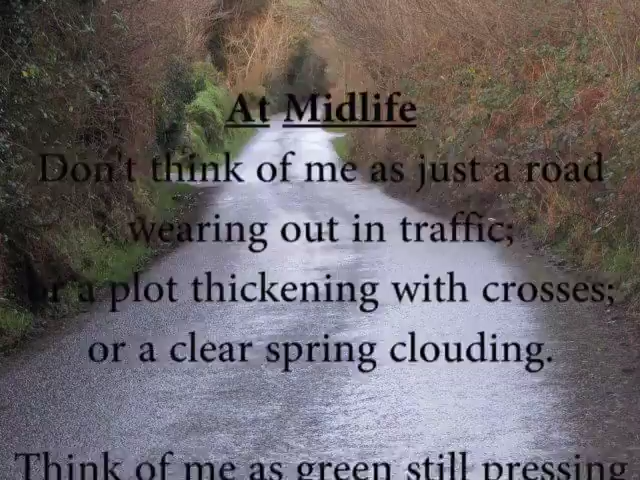 At Midlife
Don't think of me as just a road
wearing out in traffic;
or a plot thickening with crosses;
or a clear spring clouding.
Think of me as green still pressing